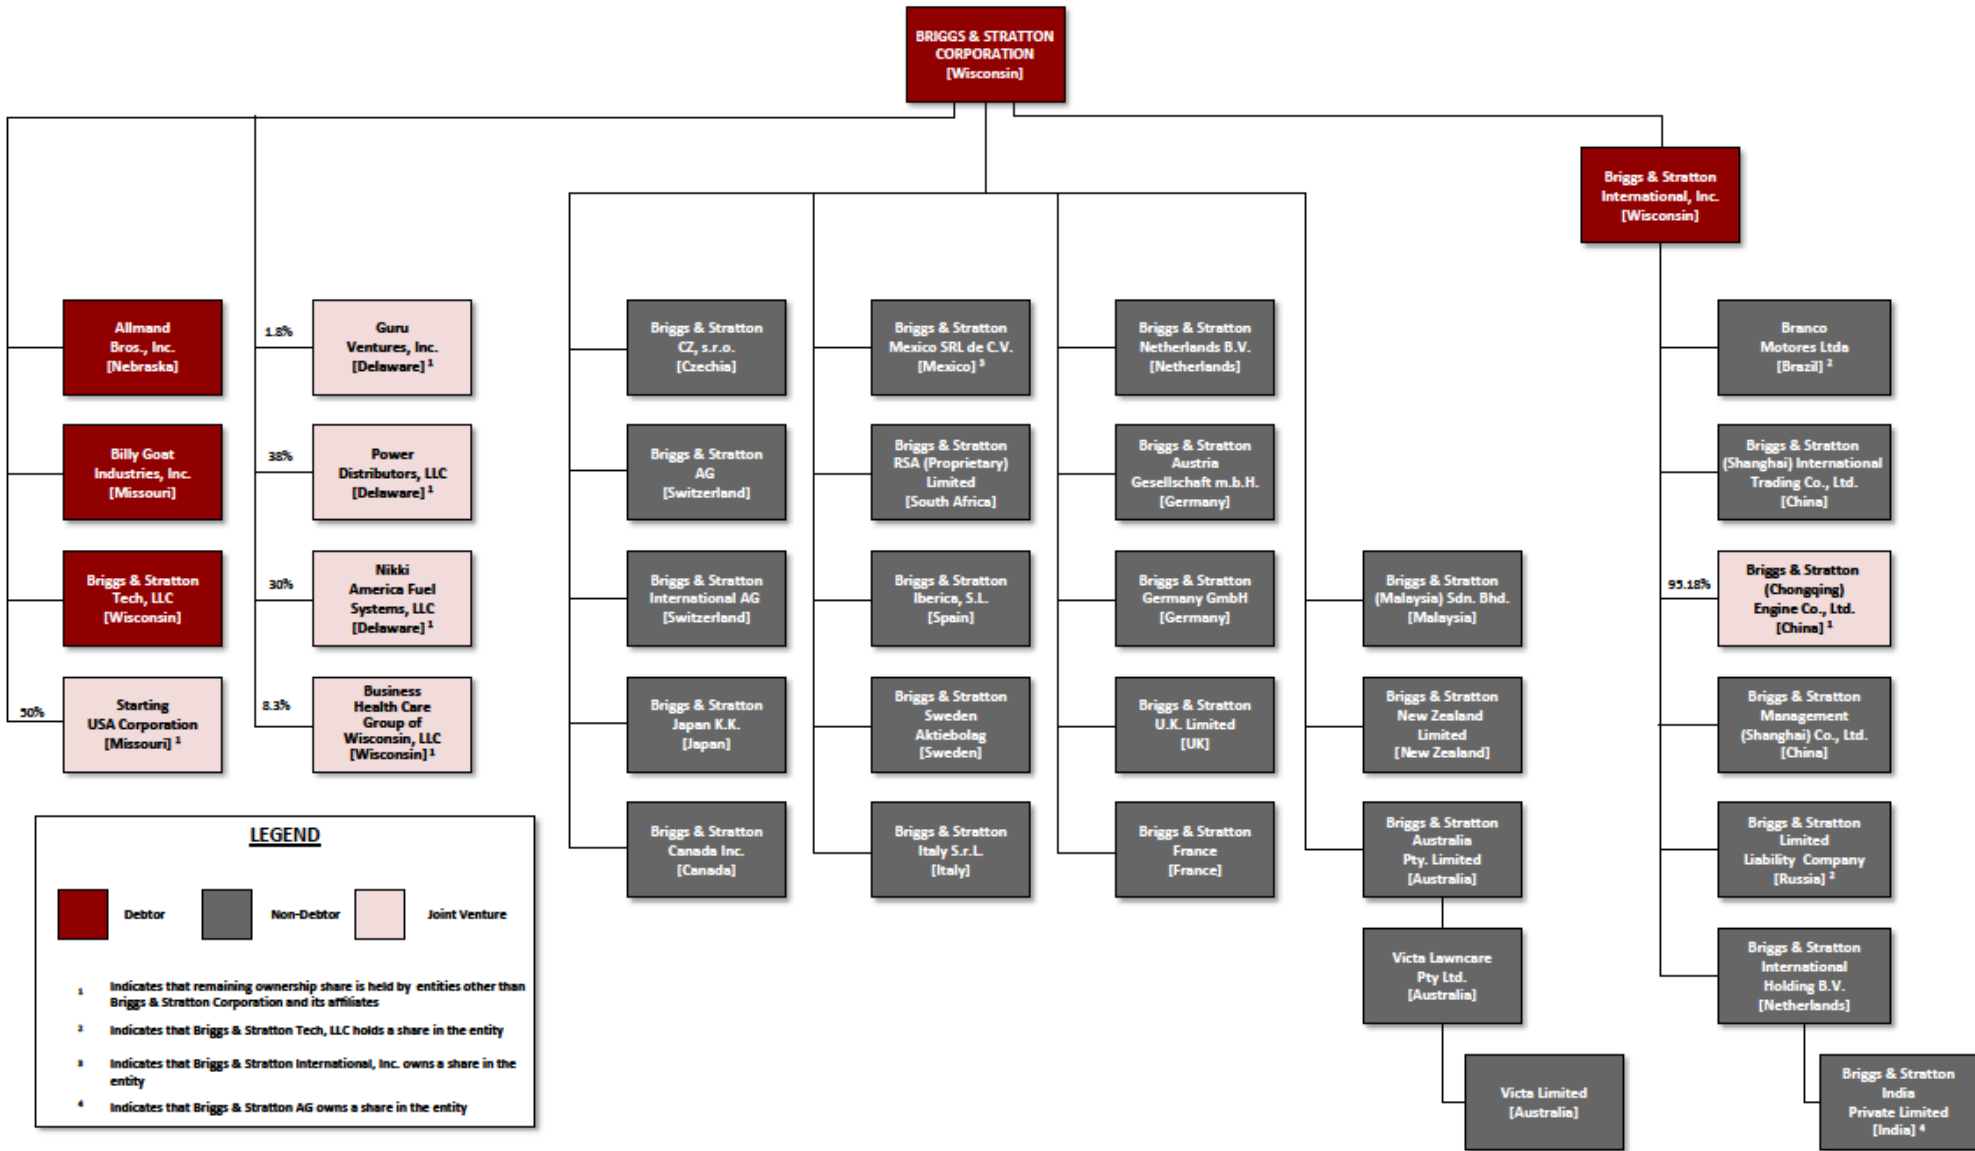 BRIGGS & STRATTON
CORPORATION
[Wisconsin]
Briggs & Stratton
International, Inc.
[Wisconsin]
Allmand
Bros., Inc.
[Nebraska]
Billy Goat
Industries, Inc.
[Missouri]
Briggs & Stratton
Tech, LLC
[Wisconsin]
50%
Starting
USA Corporation
[Missouri] 1
1.8%
Guru
Ventures, Inc.
[Delaware] 1
38%
Power
Distributors, LLC
[Delaware] 1
30%
Nikki
America Fuel
Systems, LLC
[Delaware] 1
8.3%
Business
Health Care
Group of
Wisconsin, LLC
[Wisconsin] 1
Briggs & Stratton
CZ, s.r.o.
[Czechia]
Briggs & Stratton
AG
[Switzerland]
Briggs & Stratton
International AG
[Switzerland]
Briggs & Stratton
Japan K.K.
[Japan]
Briggs & Stratton
Canada Inc.
[Canada]
Briggs & Stratton
Mexico SRL de C.V.
[Mexico] 3
Briggs & Stratton
RSA (Proprietary)
Limited
[South Africa]
Briggs & Stratton
Iberica, S.L.
[Spain]
Briggs & Stratton
Sweden
Aktiebolag
[Sweden]
Briggs & Stratton
Italy S.r.L.
[Italy]
Briggs & Stratton
Netherlands B.V.
[Netherlands]
Briggs & Stratton
Austria
Gesellschaft m.b.H.
[Germany]
Briggs & Stratton
Germany GmbH
[Germany]
Briggs & Stratton
U.K. Limited
[UK]
Briggs & Stratton
France
[France]
Briggs & Stratton
(Malaysia) Sdn. Bhd.
[Malaysia]
Briggs & Stratton
New Zealand
Limited
[New Zealand]
Briggs & Stratton
Australia
Pty. Limited
[Australia]
Victa Lawncare
Pty Ltd.
[Australia]
Victa Limited
[Australia]
Branco
Motores Ltda
[Brazil] 2
Briggs & Stratton
(Shanghai) International
Trading Co., Ltd.
[China]
95.18%
Briggs & Stratton
(Chongqing)
Engine Co., Ltd.
[China] 1
Briggs & Stratton
Management
(Shanghai) Co., Ltd.
[China]
Briggs & Stratton
Limited
Liability Company
[Russia] 2
Briggs & Stratton
International
Holding B.V.
[Netherlands]
Briggs & Stratton
India
Private Limited
[India] 4
LEGEND
Debtor
Non-Debtor
Joint Venture
1 Indicates that remaining ownership share is held by entities other than
Briggs & Stratton Corporation and its affiliates
2 Indicates that Briggs & Stratton Tech, LLC holds a share in the entity
3 Indicates that Briggs & Stratton International, Inc. owns a share in the
entity
4 Indicates that Briggs & Stratton AG owns a share in the entity